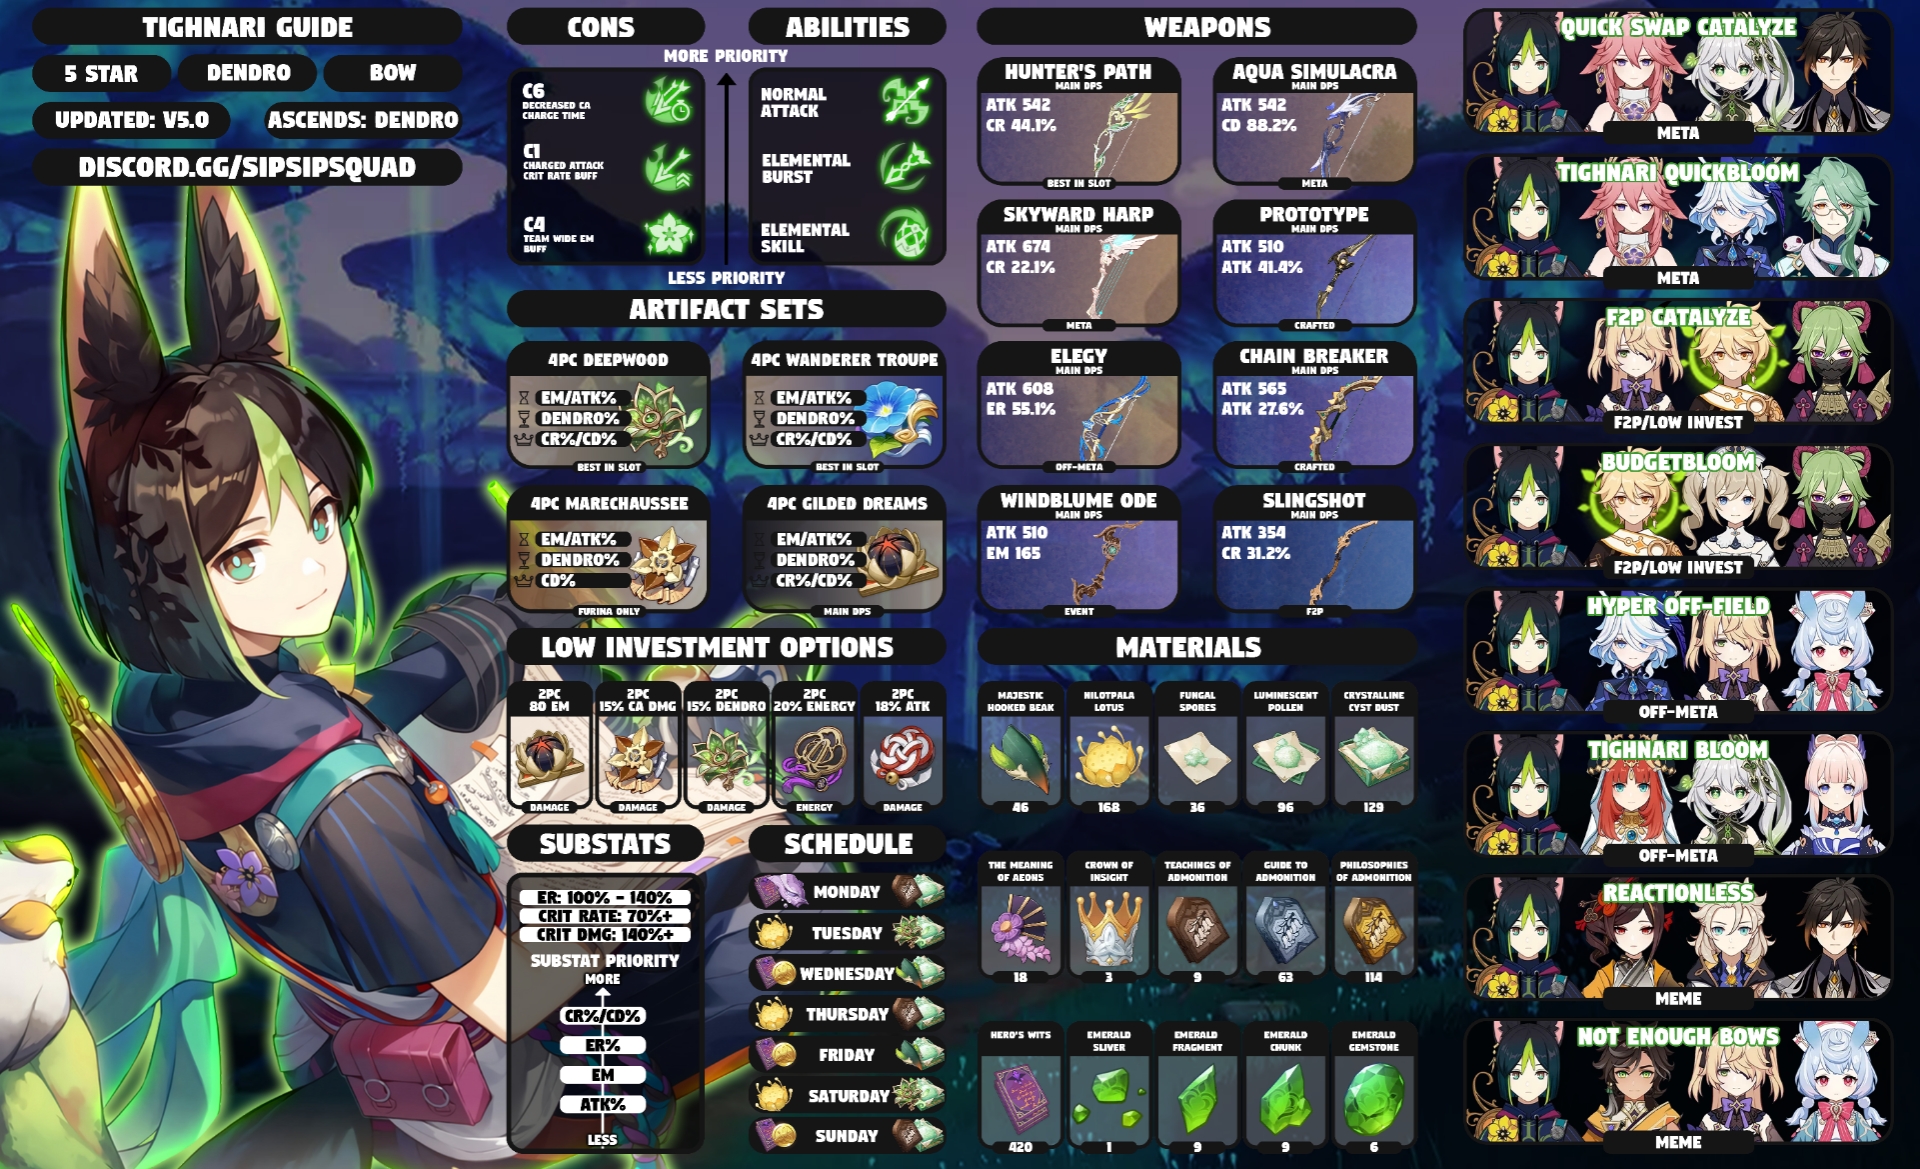 TIGHNARI GUIDE
5 STAR
DENDRO
BOW
UPDATED: V5.0
ASCENDS: DENDRO
DISCORD.GG/SIPSIPSQUAD
CONS
ABILITIES
MORE PRIORITY
C6
DECREASED CA
CHARGE TIME
C1
CHARGED ATTACK
CRIT RATE BUFF
C4
TEAM WIDE EM
BUFF
NORMAL
ATTACK
ELEMENTAL
BURST
ELEMENTAL
SKILL
LESS PRIORITY
ARTIFACT SETS
4PC DEEPWOOD
EM/ATK%
DENDRO%
CR%/CD%
BEST IN SLOT
4PC WANDERER TROUPE
EM/ATK%
DENDRO%
CR%/CD%
BEST IN SLOT
4PC MARECHAUSSEE
EM/ATK%
DENDRO%
CD%
FURINA ONLY
4PC GILDED DREAMS
EM/ATK%
DENDRO%
CR%/CD%
MAIN DPS
LOW INVESTMENT OPTIONS
2PC
80 EM
DAMAGE
2PC
15% CA DMG
DAMAGE
2PC
15% DENDRO
DAMAGE
2PC
20% ENERGY
ENERGY
2PC
18% ATK
DAMAGE
SUBSTATS
ER: 100% - 140%
CRIT RATE: 70%+
CRIT DMG: 140%+
SUBSTAT PRIORITY
MORE
CR%/CD%
ER%
EM
ATK%
LESS
SCHEDULE
MONDAY
TUESDAY
WEDNESDAY
THURSDAY
FRIDAY
SATURDAY
SUNDAY
WEAPONS
HUNTER'S PATH
MAIN DPS
ATK 542
CR 44.1%
BEST IN SLOT
AQUA SIMULACRA
MAIN DPS
ATK 542
CD 88.2%
META
SKYWARD HARP
MAIN DPS
ATK 674
CR 22.1%
META
PROTOTYPE
MAIN DPS
ATK 510
ATK 41.4%
CRAFTED
ELEGY
MAIN DPS
ATK 608
ER 55.1%
OFF-META
CHAIN BREAKER
MAIN DPS
ATK 565
ATK 27.6%
CRAFTED
WINDBLUME ODE
MAIN DPS
ATK 510
EM 165
EVENT
SLINGSHOT
MAIN DPS
ATK 354
CR 31.2%
F2P
MATERIALS
MAJESTIC
HOOKED BEAK
46
NILOTPALA
LOTUS
168
FUNGAL
SPORES
36
LUMINESCENT
POLLEN
96
CRYSTALLINE
CYST DUST
129
THE MEANING
OF AEONS
18
CROWN OF
INSIGHT
3
TEACHINGS OF
ADMONITION
9
GUIDE TO
ADMONITION
63
PHILOSOPHIES
OF ADMONITION
114
HERO'S WITS
420
EMERALD
SLIVER
1
EMERALD
FRAGMENT
9
EMERALD
CHUNK
9
EMERALD
GEMSTONE
6
QUICK SWAP CATALYZE
META
TIGHNARI QUICKBLOOM
META
F2P CATALYZE
F2P/LOW INVEST
BUDGETBLOOM
F2P/LOW INVEST
HYPER OFF-FIELD
OFF-META
TIGHNARI BLOOM
OFF-META
REACTIONLESS
MEME
NOT ENOUGH BOWS
MEME